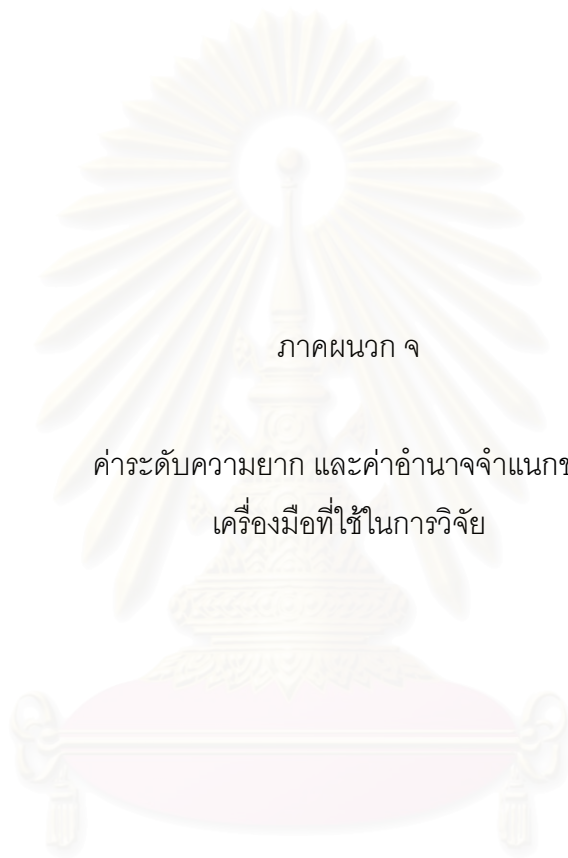 ภาคผนวก จ
ค่าระดับความยาก และค่าอำนาจจำแนกข
เครื่องมือที่ใช้ในการวิจัย